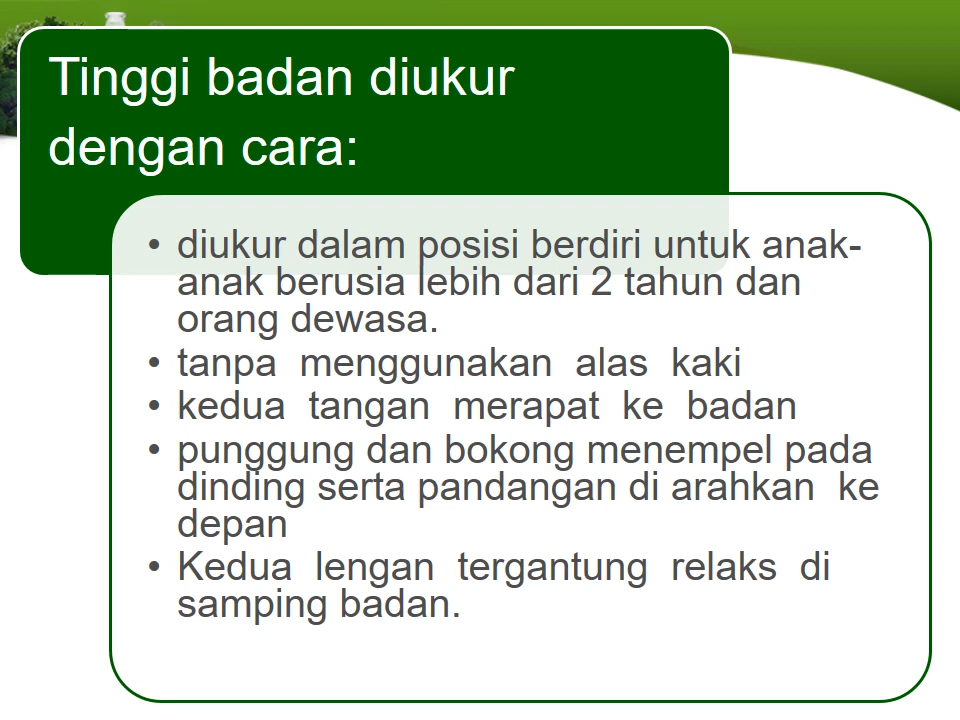 Tinggi badan diukur
dengan cara:
• diukur dalam posisi berdiri untuk anak-
anak berusia lebih dari 2 tahun dan
orang dewasa.
• tanpa menggunakan alas kaki
• kedua tangan merapat ke badan
• punggung dan bokong menempel pada
dinding serta pandangan di arahkan ke
depan
• Kedua lengan tergantung relaks di
samping badan.